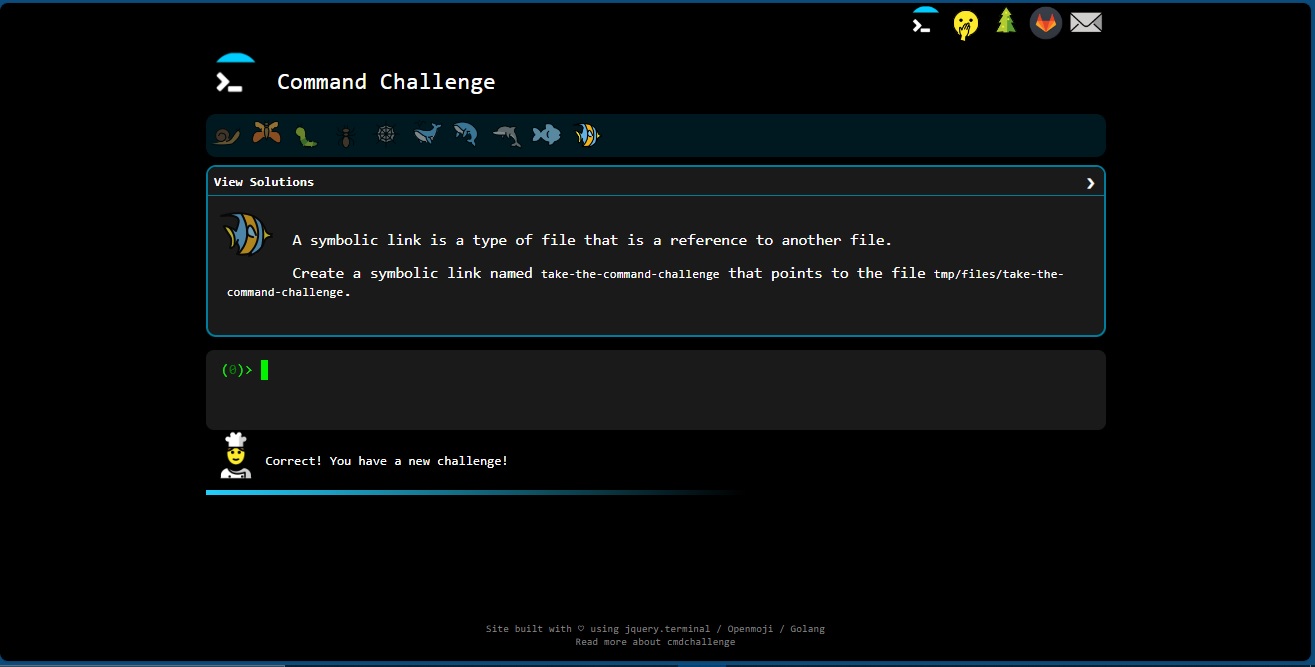 Command Challenge
View Solutions
A symbolic link is a type of file that is a reference to another file.
Create a symbolic link named take-the-command-challenge that points to the file tmp/files/take-the-
command-challenge.
(0)>
Correct! You have a new challenge!
Site built with ♡ using jquery.terminal / Openmoji / Golang
Read more about cmdchallenge